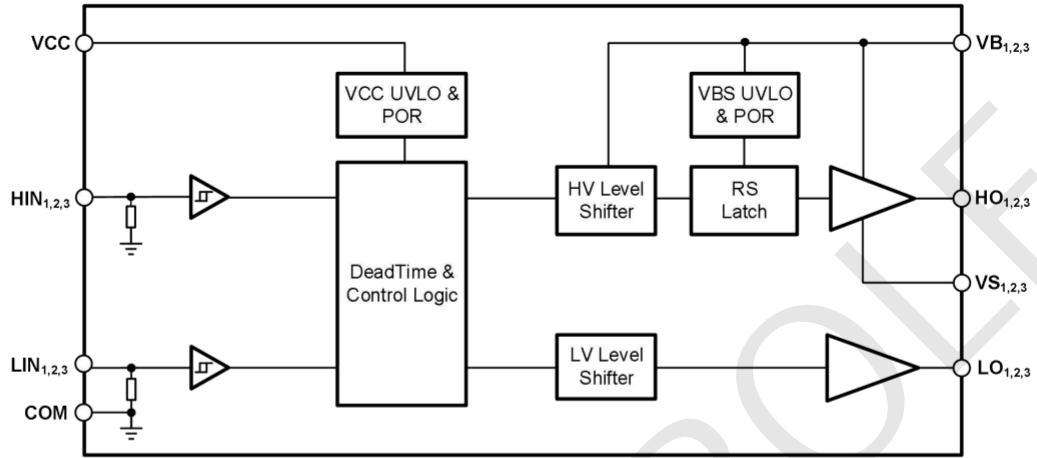 VCC
VB1,2,3
VCC UVLO &
POR
VBS UVLO
& POR
HIN1,2,3
HV Level
Shifter
RS
Latch
HO1,2,3
DeadTime &
Control Logic
VS1,2,3
LIN1,2,3
LV Level
Shifter
LO1,2,3
COM